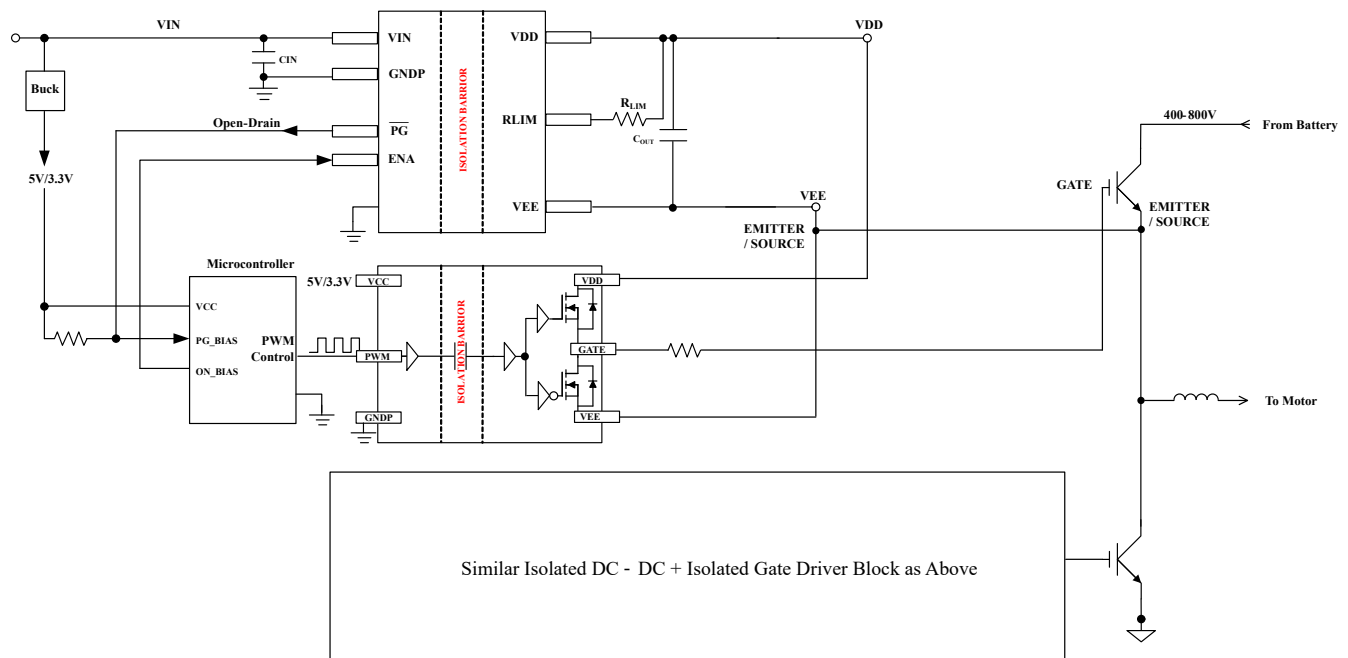 VIN
VDD
VIN
VDD
CIN
GNDP
Buck
ISOLATION BARRIOR
RLIM
RLIM
COUT
Open-Drain
PG
ENA
5V/3.3V
VEE
VEE
400-800V
From Battery
GATE
EMITTER
/ SOURCE
EMITTER
/ SOURCE
Microcontroller
5V/3.3V
VCC
VDD
VCC
PG_BIAS
ON_BIAS
PWM
Control
PWM
ISOLATION BARRIOR
GATE
GNDP
VEE
To Motor
Similar Isolated DC - DC + Isolated Gate Driver Block as Above